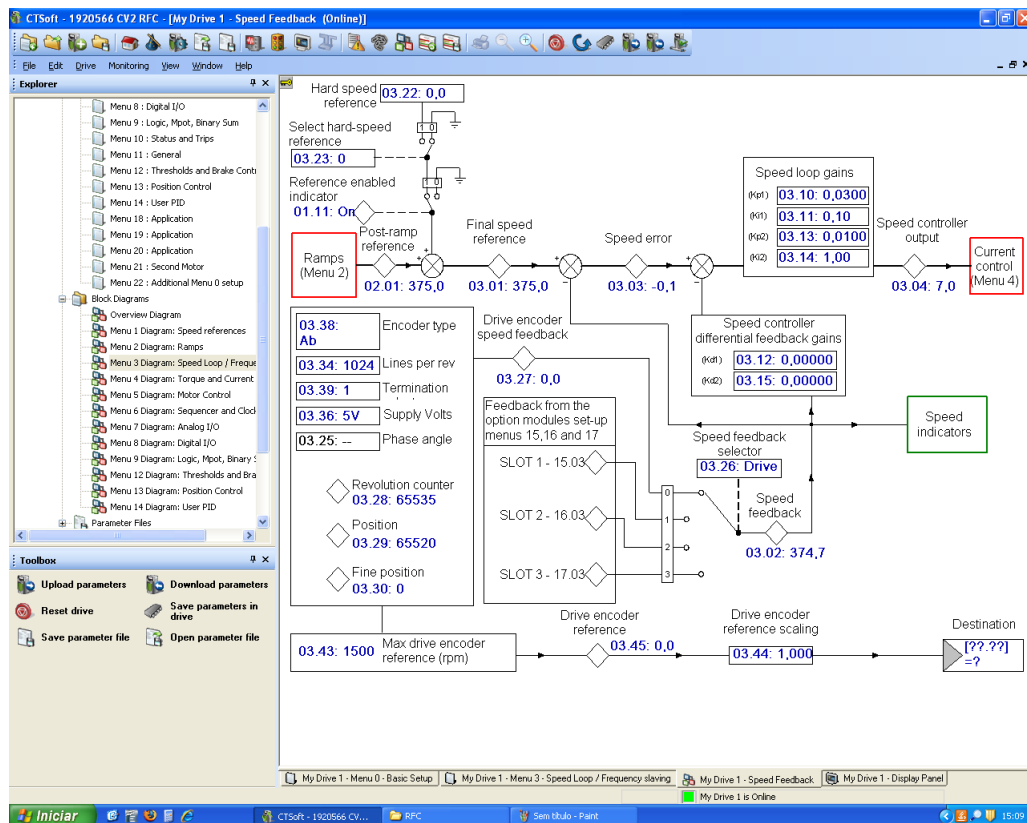 CTSoft - 1920566 CV2 RFC - [My Drive 1 - Speed Feedback (Online)]
File Edit Drive Monitoring View Window Help
Explorer
Menu 8 : Digital I/O
Menu 9 : Logic, Mpot, Binary Sum
Menu 10 : Status and Trips
Menu 11 : General
Menu 12 : Thresholds and Brake Conti
Menu 13 : Position Control
Menu 14 : User PID
Menu 18 : Application
Menu 19 : Application
Menu 20 : Application
Menu 21 : Second Motor
Menu 22 : Additional Menu 0 setup
Block Diagrams
Overview Diagram
Menu 1 Diagram: Speed references
Menu 2 Diagram: Ramps
Menu 3 Diagram: Speed Loop / Freque
Menu 4 Diagram: Torque and Current
Menu 5 Diagram: Motor Control
Menu 6 Diagram: Sequencer and Clock
Menu 7 Diagram: Analog I/O
Menu 8 Diagram: Digital I/O
Menu 9 Diagram: Logic, Mpot, Binary S
Menu 12 Diagram: Thresholds and Bra
Menu 13 Diagram: Position Control
Menu 14 Diagram: User PID
Parameter Files
Toolbox
Upload parameters
Download parameters
Reset drive
Save parameters in
drive
Save parameter file
Open parameter file
Hard speed
reference
03.22: 0,0
1 0
Select hard-speed
reference
03.23: 0
1 0
Reference enabled
indicator
01.11: On
Ramps
(Menu 2)
Post-ramp
reference
02.01: 375,0
Final speed
reference
03.01: 375,0
Speed error
03.03: -0,1
Speed loop gains
(Kp1) 03.10: 0,0300
(Ki1) 03.11: 0,10
(Kp2) 03.13: 0,0100
(Ki2) 03.14: 1,00
Speed controller
output
03.04: 7,0
Current
control
(Menu 4)
03.38:
Ab
Encoder type
03.34: 1024 Lines per rev
03.39: 1 Termination
03.36: 5V Supply Volts
03.25: -- Phase angle
Revolution counter
03.28: 65535
Position
03.29: 65520
Fine position
03.30: 0
Drive encoder
speed feedback
03.27: 0,0
Speed controller
differential feedback gains
(Kd1) 03.12: 0,00000
(Kd2) 03.15: 0,00000
Speed
indicators
Feedback from the
option modules set-up
menus 15,16 and 17
SLOT 1 - 15.03
SLOT 2 - 16.03
SLOT 3 - 17.03
0
1
2
3
Speed feedback
selector
03.26: Drive
Speed
feedback
03.02: 374,7
03.43: 1500
Max drive encoder
reference (rpm)
Drive encoder
reference
03.45: 0,0
Drive encoder
reference scaling
03.44: 1,000
Destination
[??.??]
=?
My Drive 1 - Menu 0 - Basic Setup
My Drive 1 - Menu 3 - Speed Loop / Frequency slaving
My Drive 1 - Speed Feedback
My Drive 1 - Display Panel
My Drive 1 is Online
Iniciar
CTSoft - 1920566 CV...
RFC
Sem título - Paint
15:09